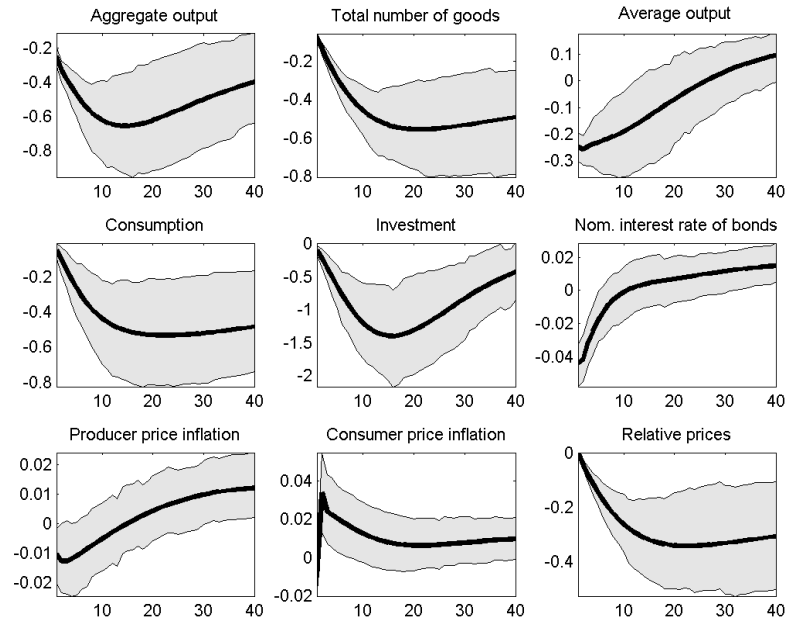 Aggregate output
-0.2
-0.4
-0.6
-0.8
10 20 30 40
Total number of goods
-0.2
-0.4
-0.6
-0.8
10 20 30 40
Average output
0.1
0
-0.1
-0.2
-0.3
10 20 30 40
Consumption
-0.2
-0.4
-0.6
-0.8
10 20 30 40
Investment
0
-0.5
-1
-1.5
-2
10 20 30 40
Nom. interest rate of bonds
0.02
0
-0.02
-0.04
10 20 30 40
Producer price inflation
0.02
0.01
0
-0.01
-0.02
10 20 30 40
Consumer price inflation
0.04
0.02
0
-0.02
10 20 30 40
Relative prices
0
-0.2
-0.4
10 20 30 40